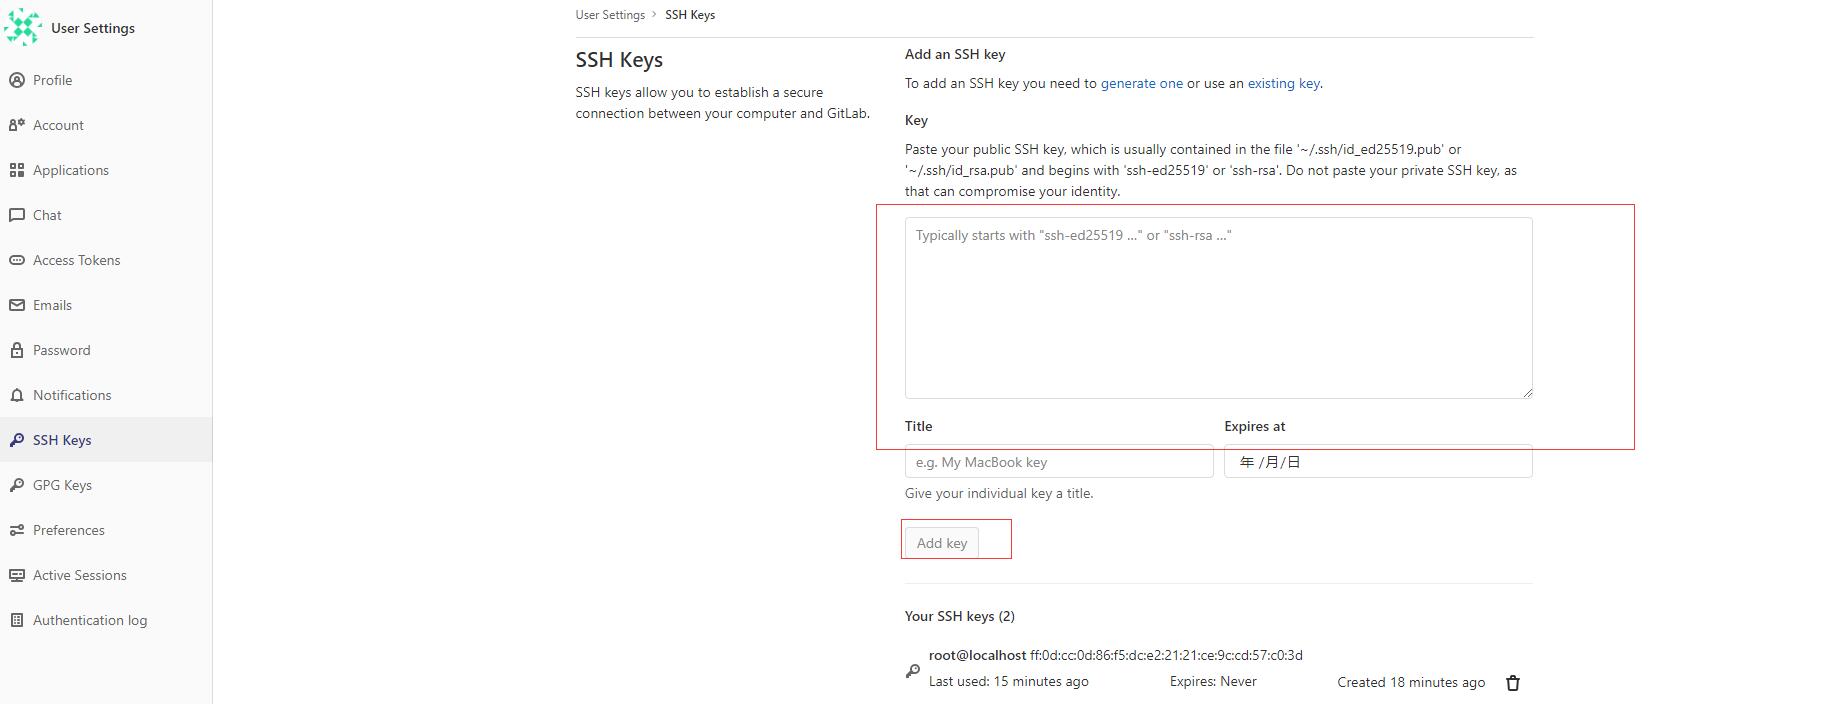 User Settings
Profile
Account
Applications
Chat
Access Tokens
Emails
Password
Notifications
SSH Keys
GPG Keys
Preferences
Active Sessions
Authentication log
User Settings > SSH Keys
SSH Keys
SSH keys allow you to establish a secure
connection between your computer and GitLab.
Add an SSH key
To add an SSH key you need to generate one or use an existing key.
Key
Paste your public SSH key, which is usually contained in the file '~/.ssh/id_ed25519.pub' or
'~/.ssh/id_rsa.pub' and begins with 'ssh-ed25519' or 'ssh-rsa'. Do not paste your private SSH key, as
that can compromise your identity.
Typically starts with "ssh-ed25519 ..." or "ssh-rsa ..."
Title
Expires at
e.g. My MacBook key
年 /月/日
Give your individual key a title.
Add key
Your SSH keys (2)
root@localhost ff:0d:cc:0d:86:f5:dc:e2:21:21:ce:9c:cd:57:c0:3d
Last used: 15 minutes ago
Expires: Never
Created 18 minutes ago